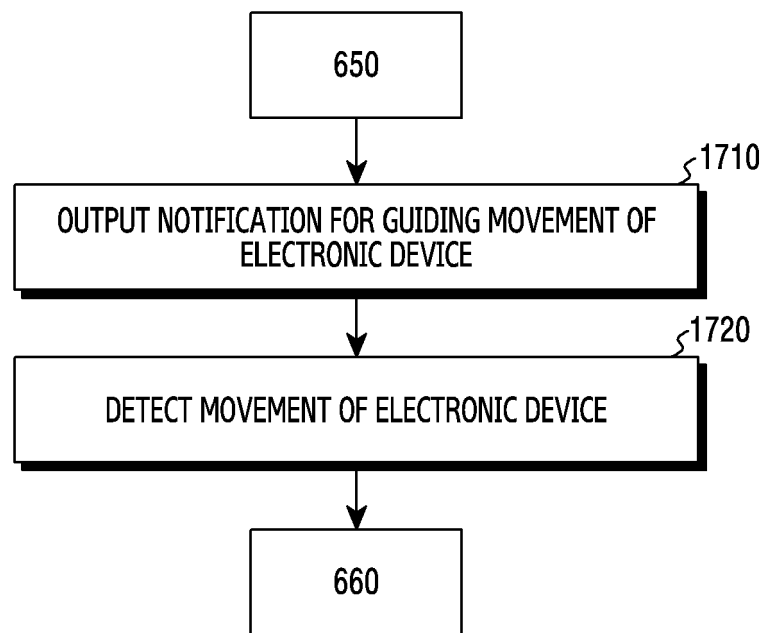 650
1710
OUTPUT NOTIFICATION FOR GUIDING MOVEMENT OF
ELECTRONIC DEVICE
1720
DETECT MOVEMENT OF ELECTRONIC DEVICE
660